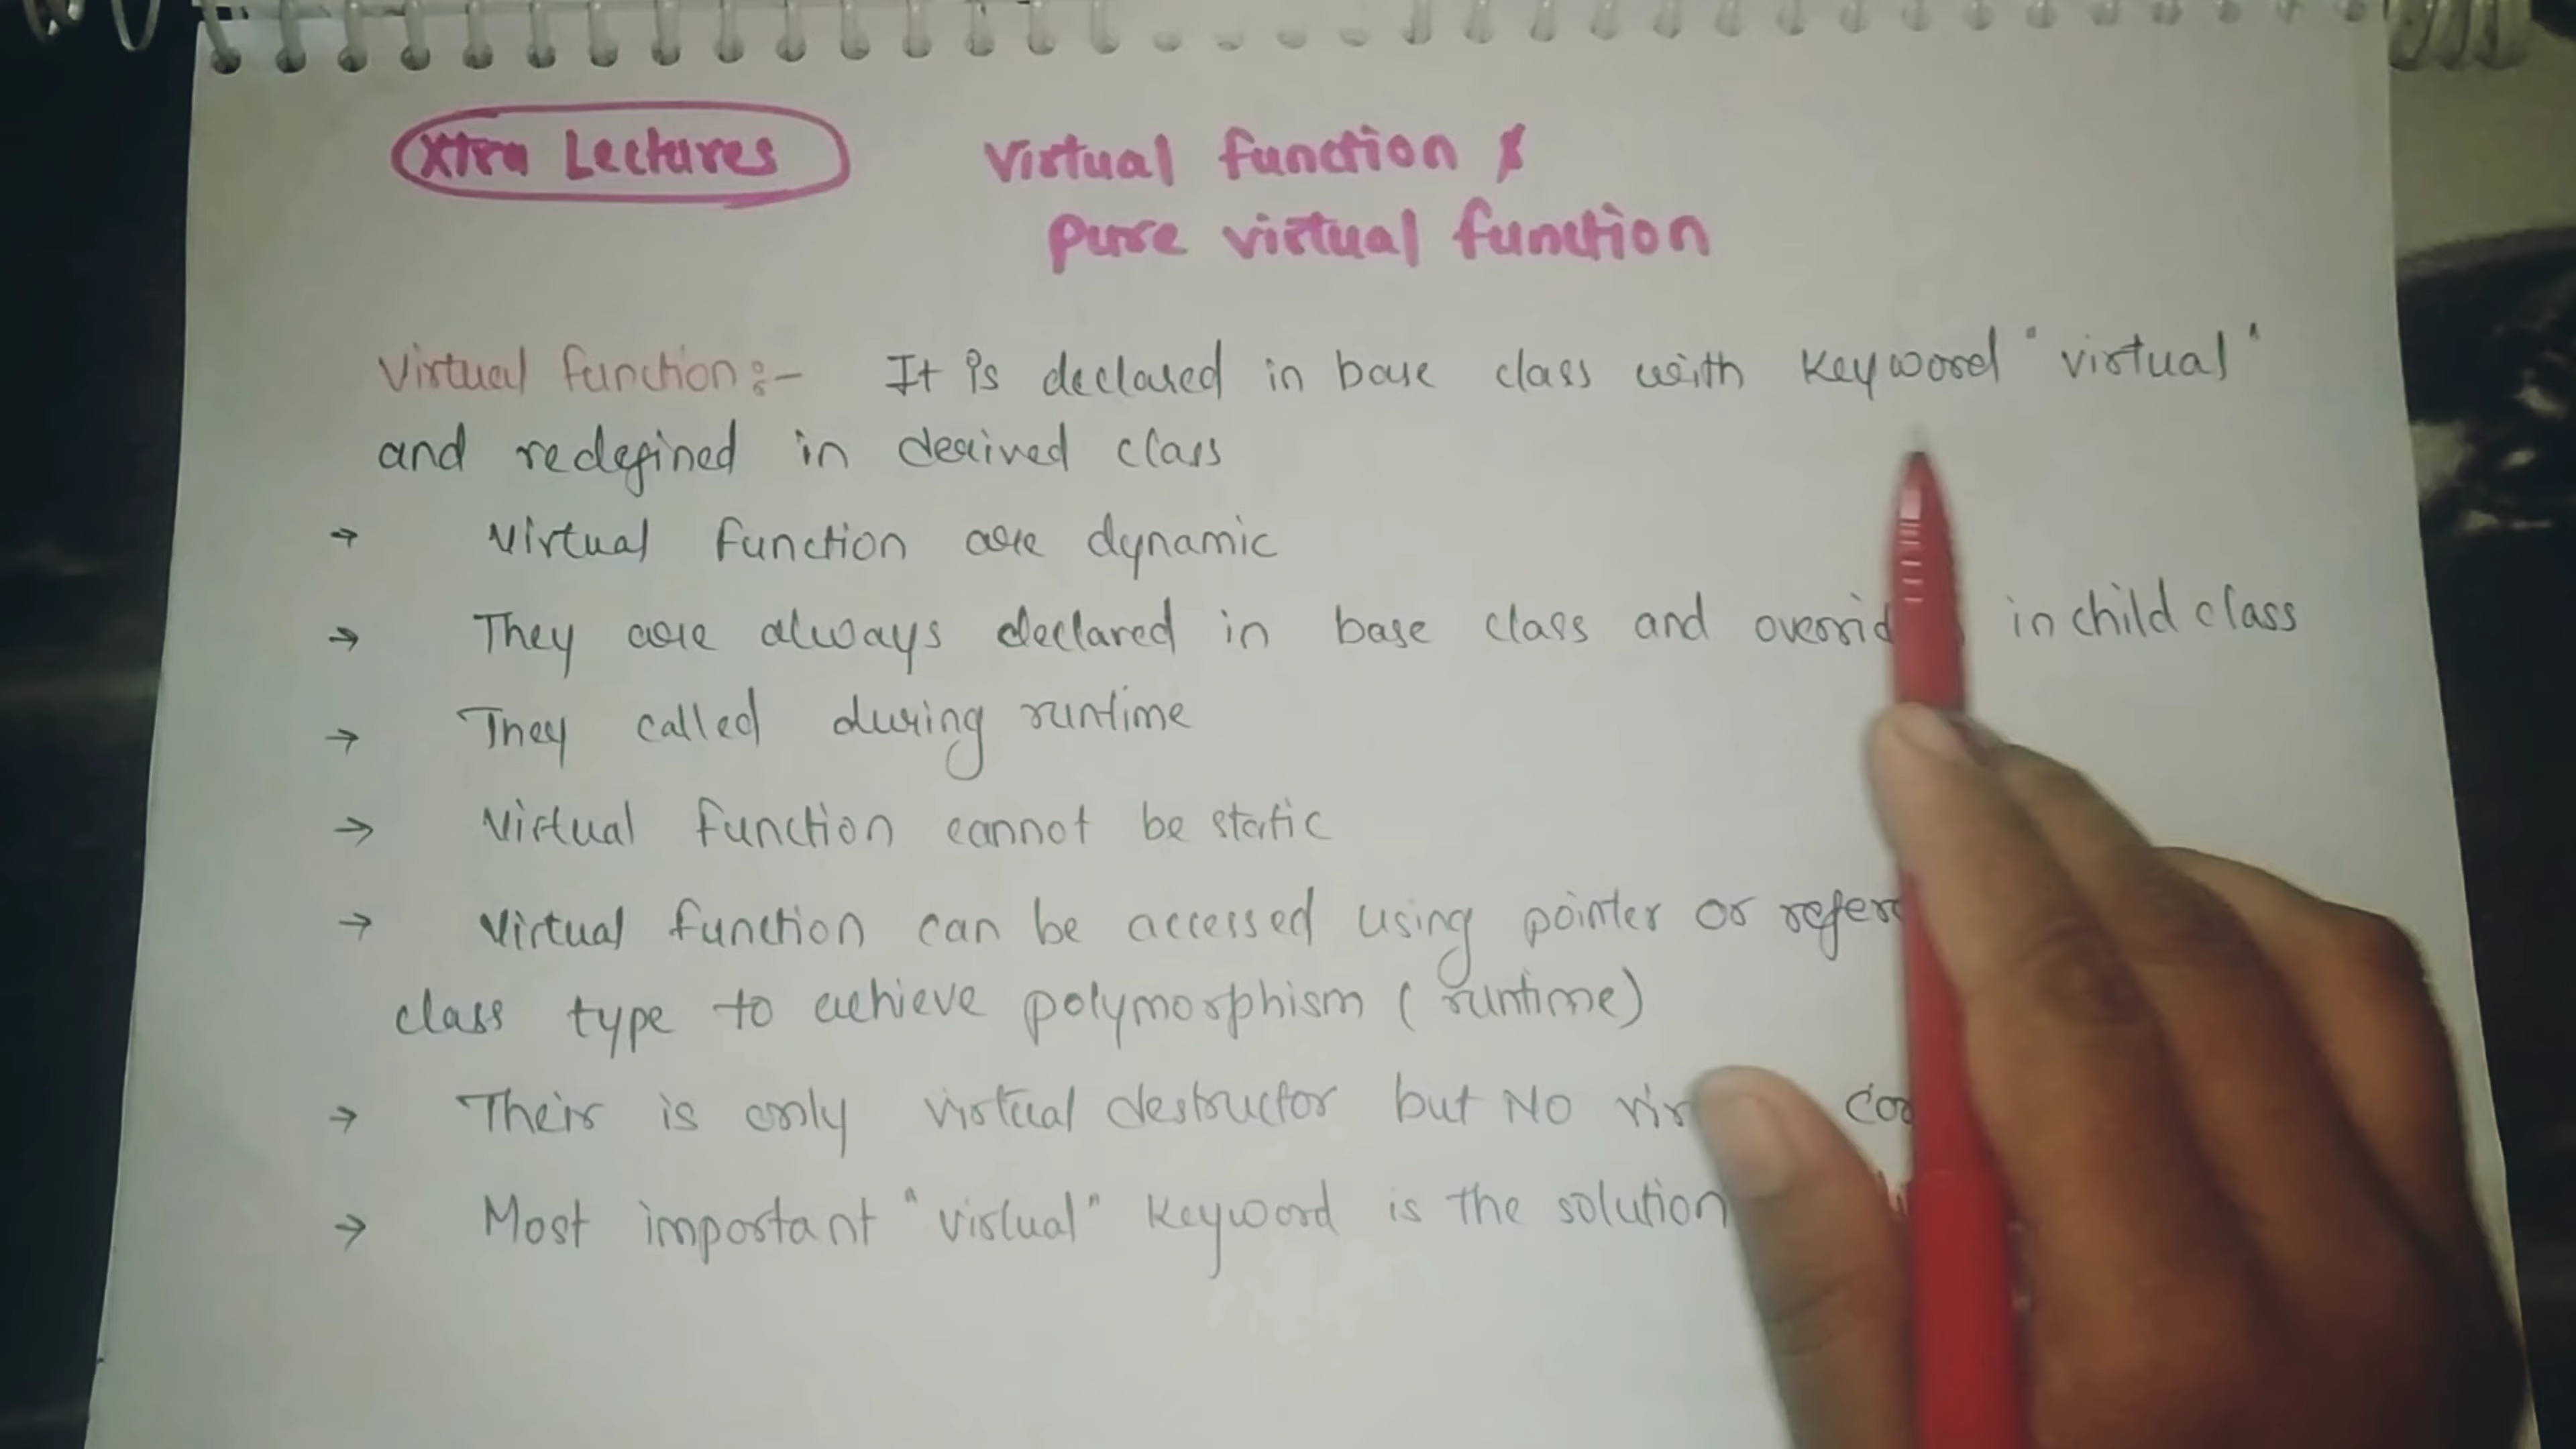 Xtra Lectures
Virtual function &
pure virtual function
Virtual function :- It is declared in base class with keyword "virtual"
and redefined in derived class
→ Virtual function are dynamic
→ They are always declared in base class and in child class
→ They called during runtime
→ Virtual function cannot be static
→ Virtual function can be accessed using pointer or
class type to achieve polymorphism (runtime)
→ Their is only virtual destructor but NO
→ Most important "virtual" keyword is the solution